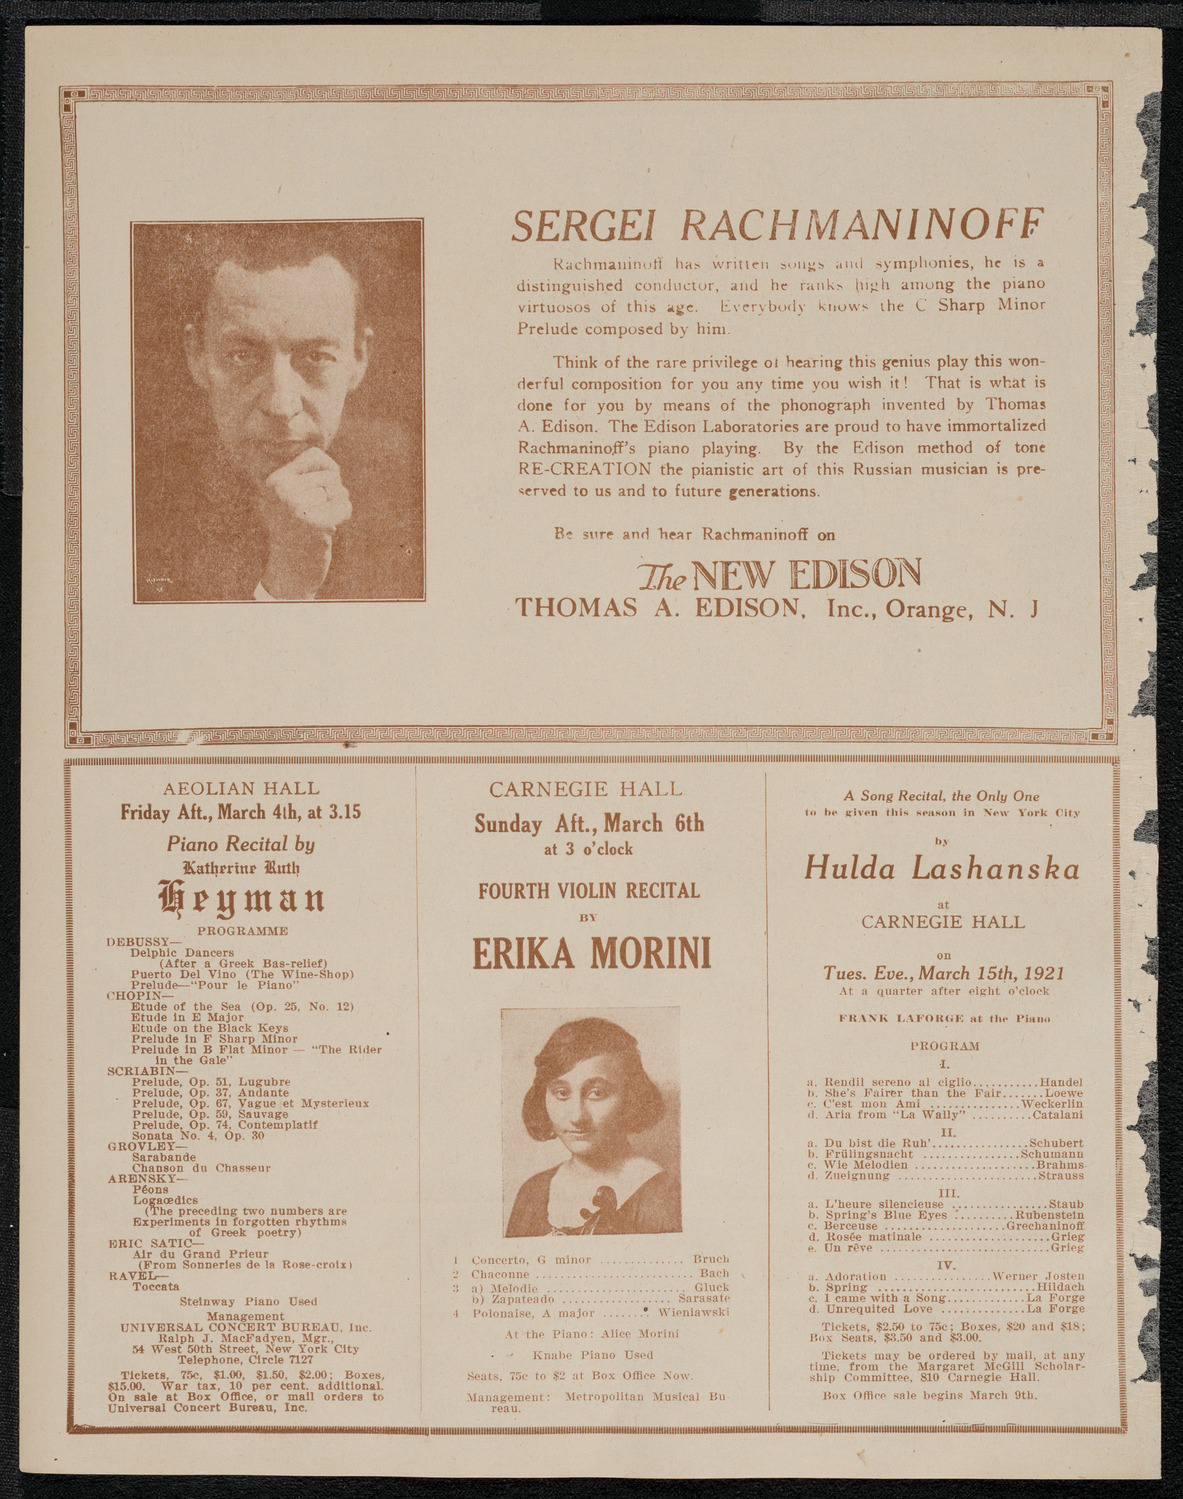 SERGEI RACHMANINOFF
Rachmaninoff has written songs and symphonies, he is a
distinguished conductor, and he ranks high among the piano
virtuosos of this age. Everybody knows the C Sharp Minor
Prelude composed by him.
Think of the rare privilege of hearing this genius play this won-
derful composition for you any time you wish it! That is what is
done for you by means of the phonograph invented by Thomas
A. Edison. The Edison Laboratories are proud to have immortalized
Rachmaninoff's piano playing. By the Edison method of tone
RE-CREATION the pianistic art of this Russian musician is pre-
served to us and to future generations.
Be sure and hear Rachmaninoff on
The NEW EDISON
THOMAS A. EDISON, Inc., Orange, N. J
AEOLIAN HALL
Friday Aft., March 4th, at 3.15
Piano Recital by
Katherine Ruth
Heyman
PROGRAMME
DEBUSSY—
Delphic Dancers
(After a Greek Bas-relief)
Puerto Del Vino (The Wine-Shop)
Prelude—"Pour le Piano"
CHOPIN—
Etude of the Sea (Op. 25, No. 12)
Etude in E Major
Etude on the Black Keys
Prelude in F Sharp Minor
Prelude in B Flat Minor — "The Rider
in the Gale"
SCRIABIN—
Prelude, Op. 51, Lugubre
Prelude, Op. 37, Andante
Prelude, Op. 67, Vague et Mysterieux
Prelude, Op. 59, Sauvage
Prelude, Op. 74, Contemplatif
Sonata No. 4, Op. 30
GROVLEY—
Sarabande
Chanson du Chasseur
ARENSKY—
Péons
Logaœdics
(The preceding two numbers are
Experiments in forgotten rhythms
of Greek poetry)
ERIC SATIC—
Air du Grand Prieur
(From Sonneries de la Rose-croix)
RAVEL—
Toccata
Steinway Piano Used
Management
UNIVERSAL CONCERT BUREAU, Inc.
Ralph J. MacFadyen, Mgr.,
54 West 50th Street, New York City
Telephone, Circle 7127
Tickets, 75c, $1.00, $1.50, $2.00; Boxes,
$15.00. War tax, 10 per cent. additional.
On sale at Box Office, or mail orders to
Universal Concert Bureau, Inc.
CARNEGIE HALL
Sunday Aft., March 6th
at 3 o'clock
FOURTH VIOLIN RECITAL
BY
ERIKA MORINI
1 Concerto, G minor ............. Bruch
2 Chaconne ........................... Bach
3 a) Melodie ......................... Gluck
b) Zapateado ................... Sarasate
4 Polonaise, A major ....... Wieniawski
At the Piano: Alice Morini
Knabe Piano Used
Seats, 75c to $2 at Box Office Now.
Management: Metropolitan Musical Bu
reau.
A Song Recital, the Only One
to be given this season in New York City
by
Hulda Lashanska
at
CARNEGIE HALL
on
Tues. Eve., March 15th, 1921
At a quarter after eight o'clock
FRANK LAFORGE at the Piano
PROGRAM
I.
a. Rendil sereno al ciglio...........Handel
b. She's Fairer than the Fair.......Loewe
c. C'est mon Ami ..............Weckerlin
d. Aria from "La Wally" ..........Catalani
II.
a. Du bist die Ruh'................Schubert
b. Frülingsnacht ................Schumann
c. Wie Melodien ....................Brahms
d. Zueignung ........................Strauss
III.
a. L'heure silencieuse ..............Staub
b. Spring's Blue Eyes ..........Rubenstein
c. Berceuse ....................Grechaninoff
d. Rosée matinale ....................Grieg
e. Un rêve ............................Grieg
IV.
a. Adoration ................Werner Josten
b. Spring ..........................Hildach
c. I came with a Song.............La Forge
d. Unrequited Love ..............La Forge
Tickets, $2.50 to 75c; Boxes, $20 and $18;
Box Seats, $3.50 and $3.00.
Tickets may be ordered by mail, at any
time, from the Margaret McGill Scholar-
ship Committee, 810 Carnegie Hall.
Box Office sale begins March 9th.